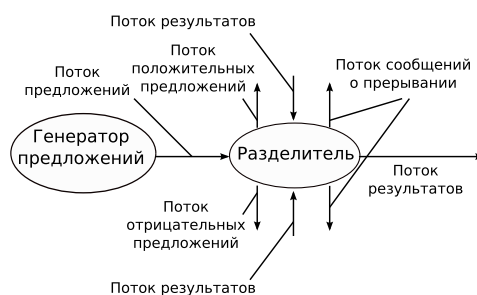 Поток результатов
Поток
положительных
предложений
Поток сообщений
о прерывании
Поток
предложений
Генератор
предложений
Разделитель
Поток
результатов
Поток
отрицательных
предложений
Поток результатов